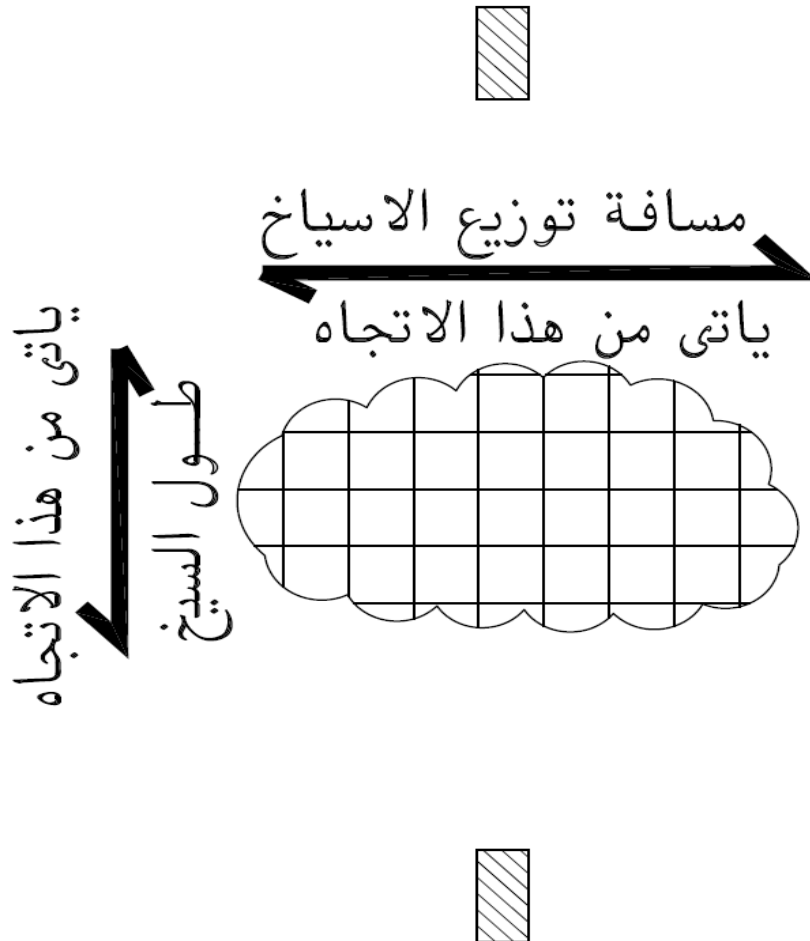 مسافة توزيع الاسياخ
ياتى من هذا الاتجاه
طول السيخ
ياتى من هذا الاتجاه